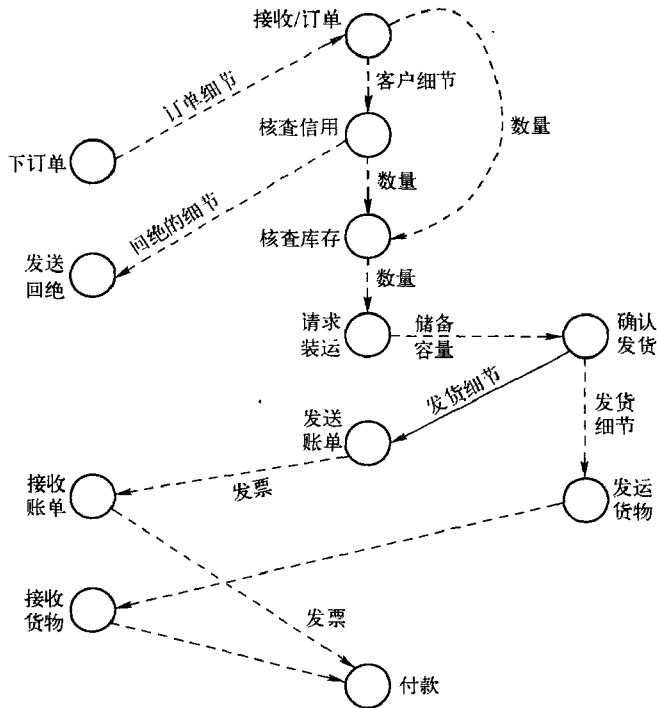 接收/订单
订单细节
客户细节
数量
下订单
核查信用
数量
回绝的细节
核查库存
发送
回绝
数量
请求
装运
储备
容量
确认
发货
发货细节
发货
细节
发送
账单
接收
账单
发票
发运
货物
接收
货物
发票
付款